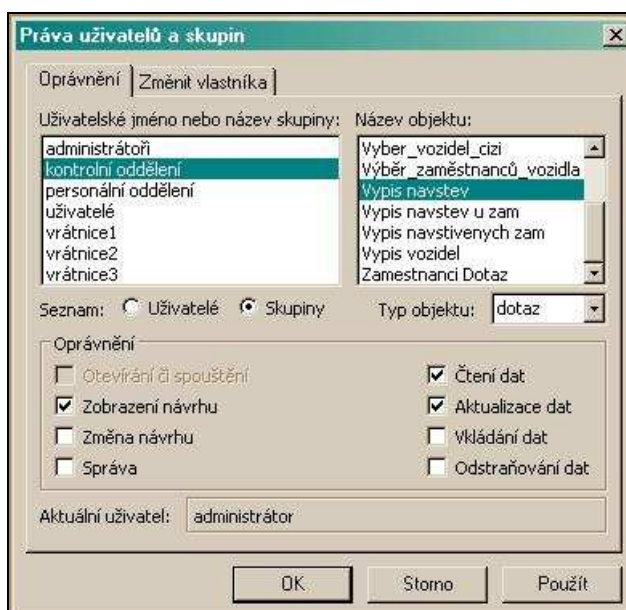 Práva uživatelů a skupin
Oprávnění
Změnit vlastníka
Uživatelské jméno nebo název skupiny:
administrátoři
kontrolní oddělení
personální oddělení
uživatelé
vrátnice1
vrátnice2
vrátnice3
Název objektu:
Vyber_vozidel_cizi
Výběr_zaměstnanců_vozidla
Vypis navstev
Vypis navstev u zam
Vypis navstivenych zam
Vypis vozidel
Zamestnanci Dotaz
Seznam: Uživatelé Skupiny
Typ objektu: dotaz
Oprávnění
Otevírání či spouštění
Zobrazení návrhu
Změna návrhu
Správa
Čtení dat
Aktualizace dat
Vkládání dat
Odstraňování dat
Aktuální uživatel: administrátor
OK
Storno
Použít